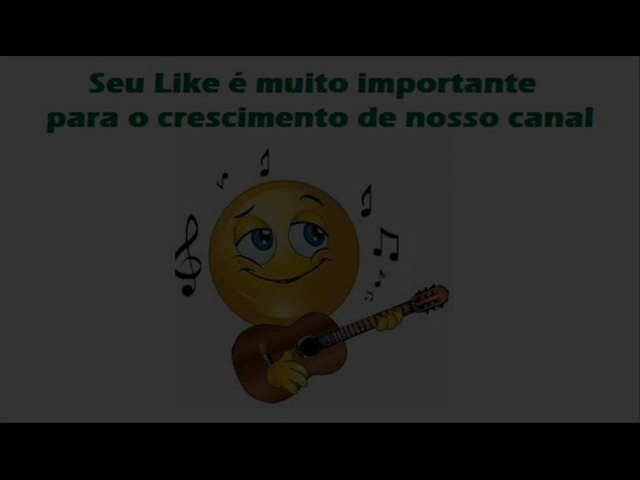 Seu Like é muito importante
para o crescimento de nosso canal